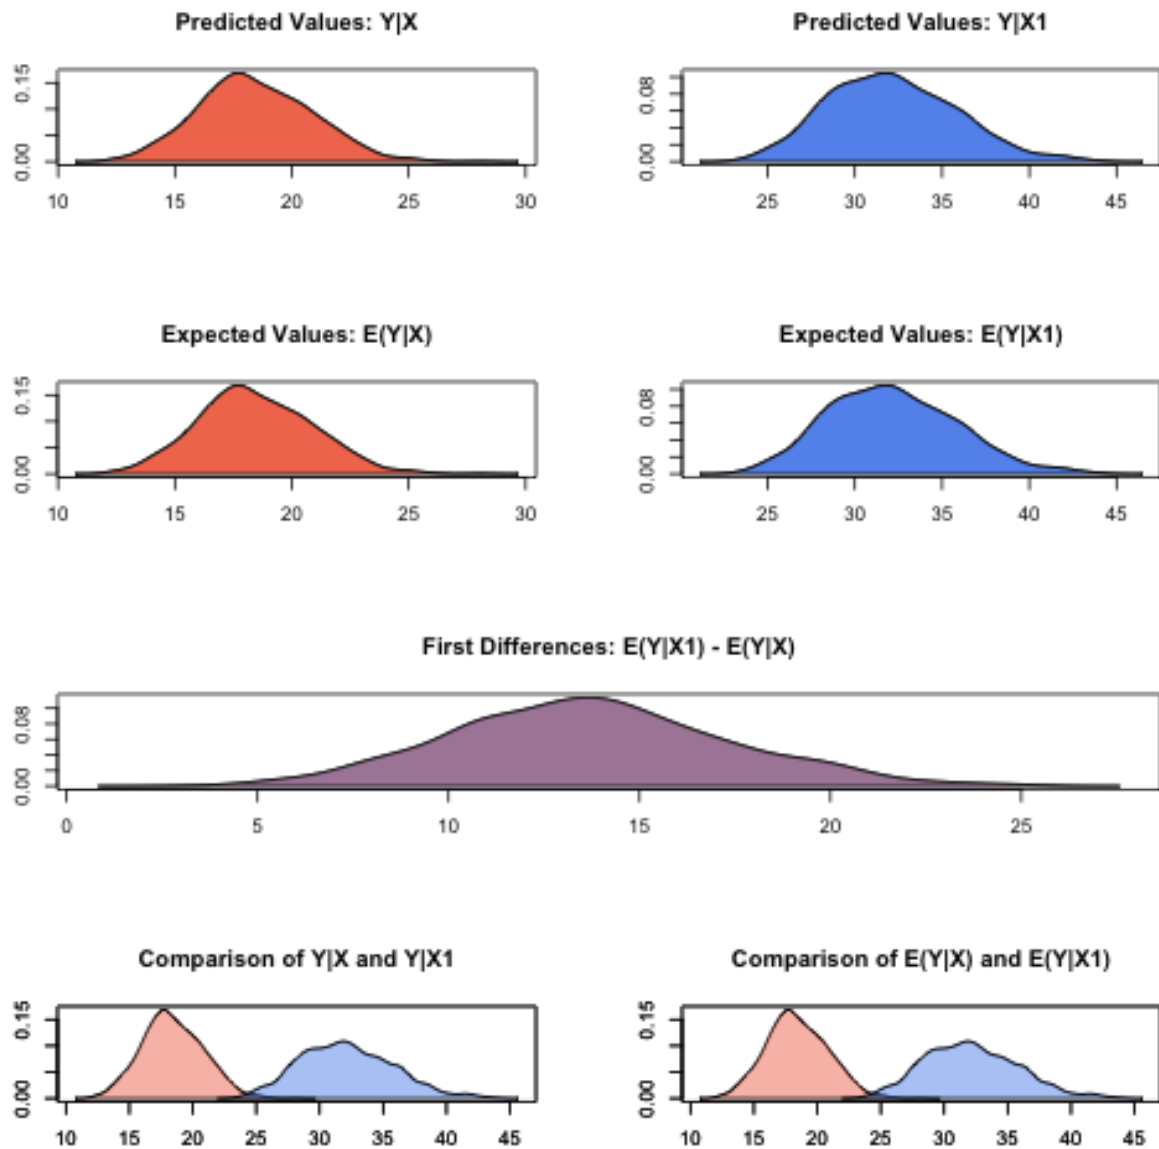 Predicted Values: Y|X
0.00 0.15
10 15 20 25 30
Predicted Values: Y|X1
0.00 0.08
25 30 35 40 45
Expected Values: E(Y|X)
0.00 0.15
10 15 20 25 30
Expected Values: E(Y|X1)
0.00 0.08
25 30 35 40 45
First Differences: E(Y|X1) - E(Y|X)
0.00 0.08
0 5 10 15 20 25
Comparison of Y|X and Y|X1
0.00 0.15
10 15 20 25 30 35 40 45
Comparison of E(Y|X) and E(Y|X1)
0.00 0.15
10 15 20 25 30 35 40 45